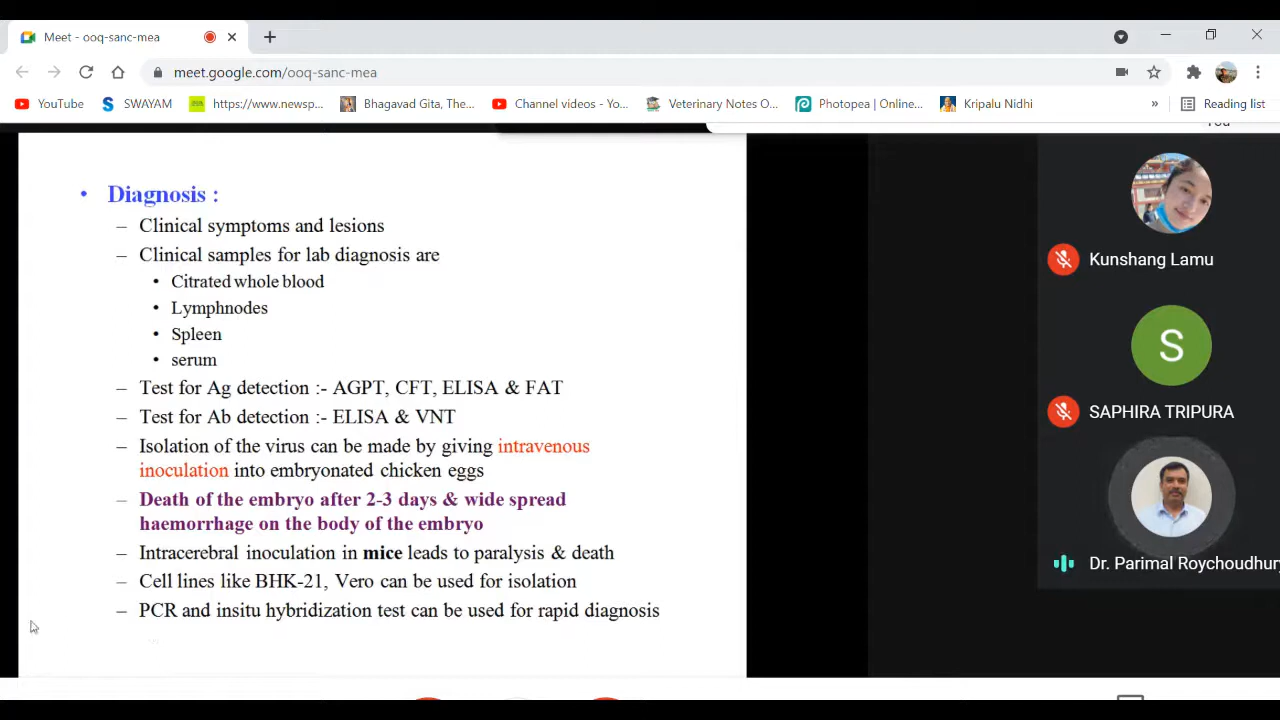 Meet - ooq-sanc-mea
meet.google.com/ooq-sanc-mea
YouTube
SWAYAM
https://www.newsp...
Bhagavad Gita, The...
Channel videos - Yo...
Veterinary Notes O...
Photopea | Online...
Kripalu Nidhi
»
Reading list
You
• Diagnosis :
– Clinical symptoms and lesions
– Clinical samples for lab diagnosis are
• Citrated whole blood
• Lymphnodes
• Spleen
• serum
– Test for Ag detection :- AGPT, CFT, ELISA & FAT
– Test for Ab detection :- ELISA & VNT
– Isolation of the virus can be made by giving intravenous
inoculation into embryonated chicken eggs
– Death of the embryo after 2-3 days & wide spread
haemorrhage on the body of the embryo
– Intracerebral inoculation in mice leads to paralysis & death
– Cell lines like BHK-21, Vero can be used for isolation
– PCR and insitu hybridization test can be used for rapid diagnosis
Kunshang Lamu
S
SAPHIRA TRIPURA
Dr. Parimal Roychoudhury